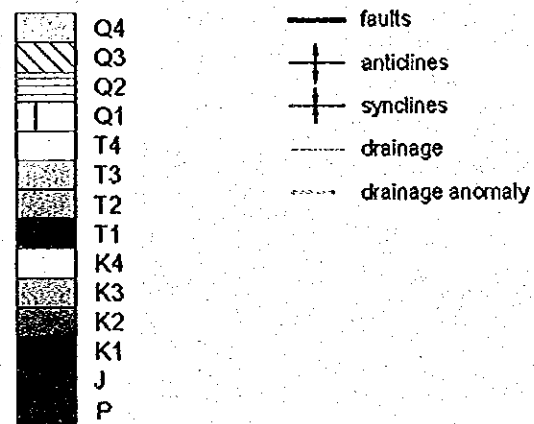 Q4
Q3
Q2
Q1
T4
T3
T2
T1
K4
K3
K2
K1
J
P
faults
anticlines
synclines
drainage
drainage anomaly